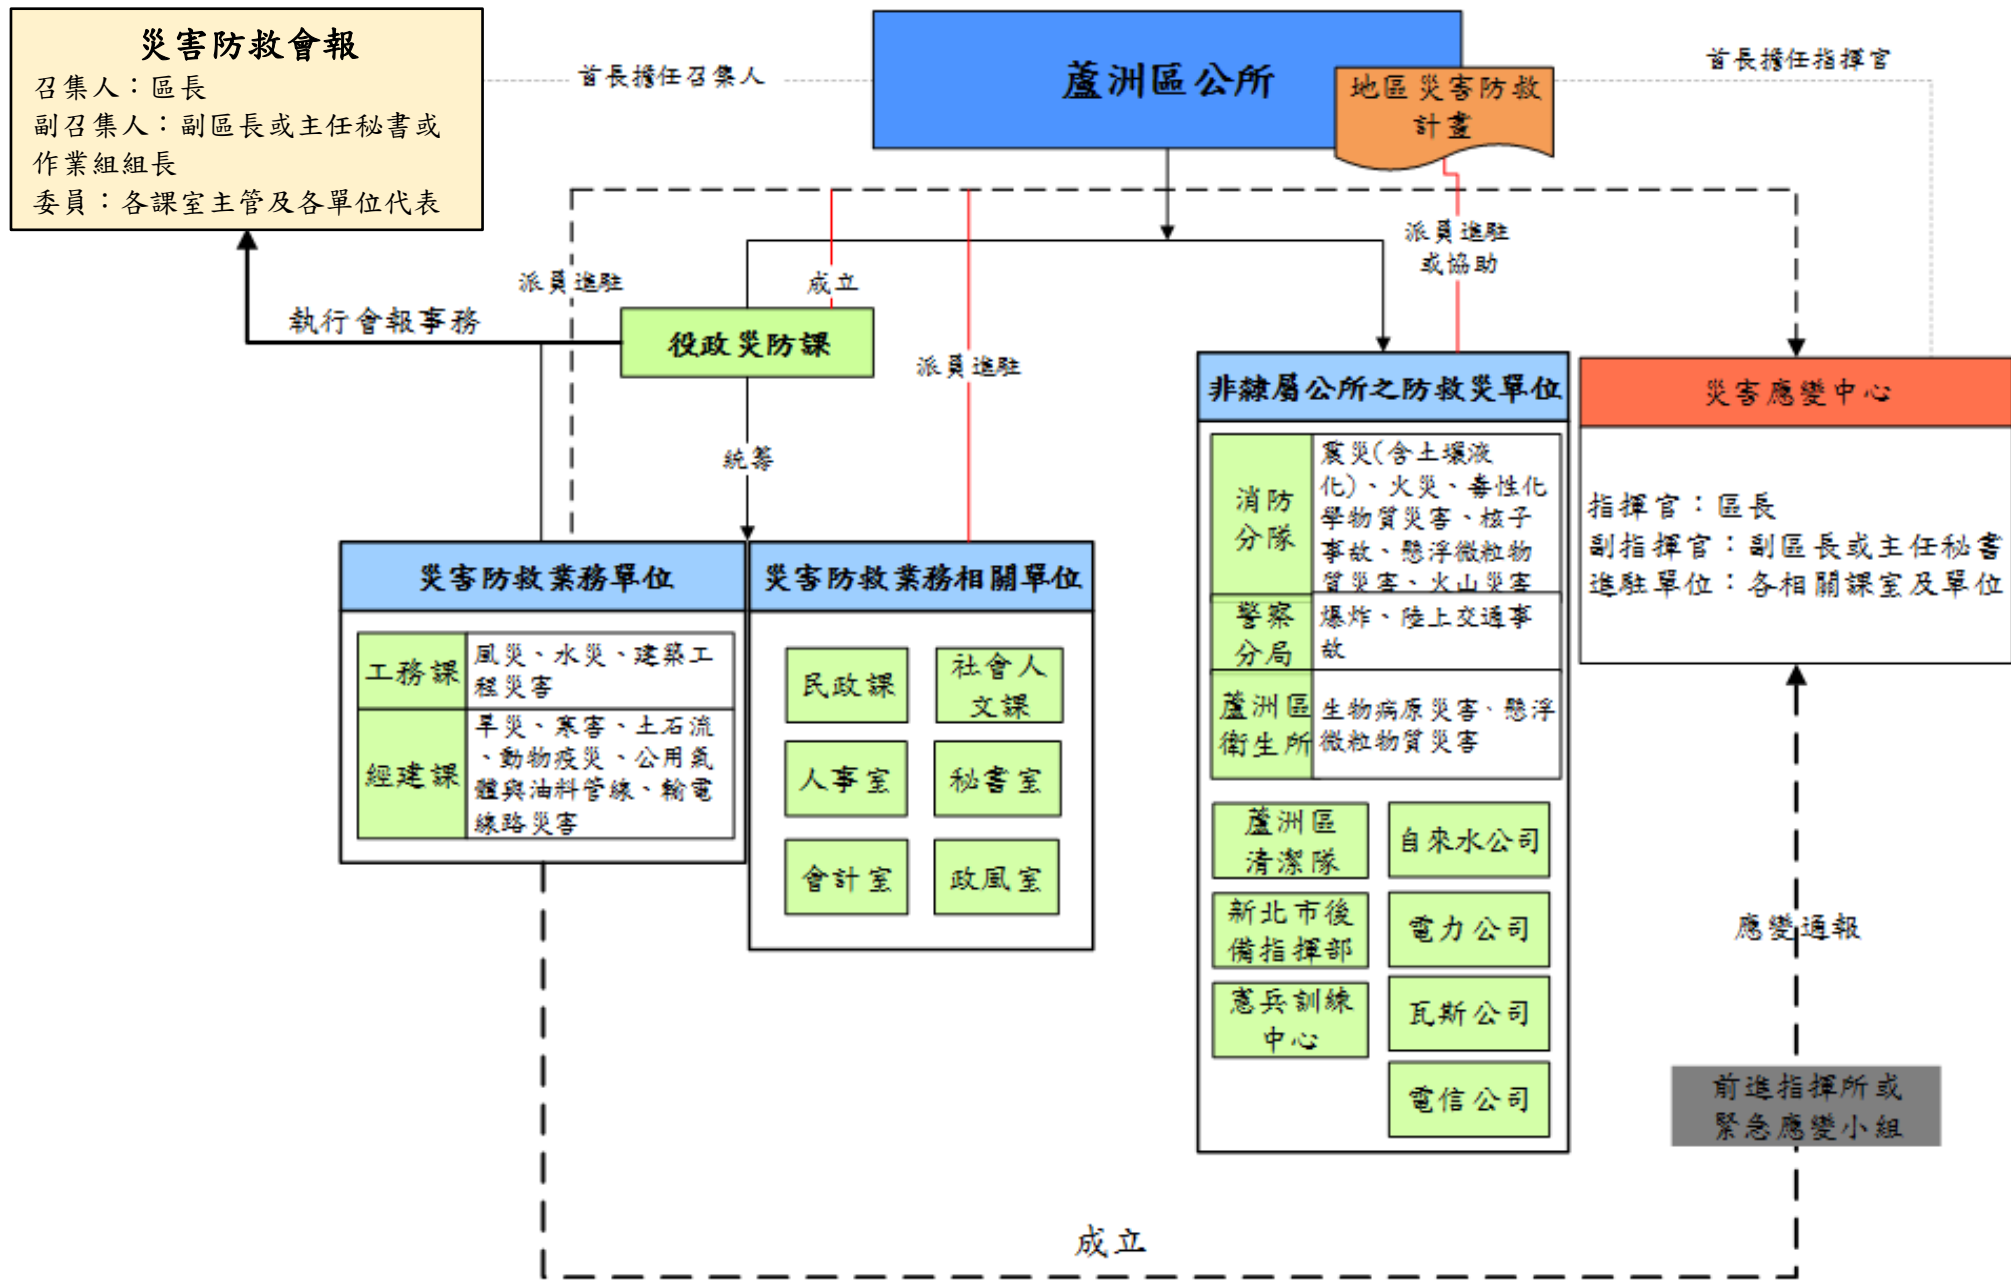 災害防救會報
召集人：區長
副召集人：副區長或主任秘書或
作業組組長
委員：各課室主管及各單位代表
首長擔任召集人
蘆洲區公所
地區災害防救
計畫
首長擔任指揮官
派員進駐
成立
派員進駐
或協助
執行會報事務
役政災防課
派員進駐
統籌
災害防救業務單位
工務課
風災、水災、建築工
程災害
經建課
旱災、寒害、土石流
、動物疫災、公用氣
體與油料管線、輸電
線路災害
災害防救業務相關單位
民政課
社會人
文課
人事室
秘書室
會計室
政風室
非隸屬公所之防救災單位
消防
分隊
震災(含土壤液
化)、火災、毒性化
學物質災害、核子
事故、懸浮微粒物
質災害、火山災害
警察
分局
爆炸、陸上交通事
故
蘆洲區
衛生所
生物病原災害、懸浮
微粒物質災害
蘆洲區
清潔隊
自來水公司
新北市後
備指揮部
電力公司
憲兵訓練
中心
瓦斯公司
電信公司
災害應變中心
指揮官：區長
副指揮官：副區長或主任秘書
進駐單位：各相關課室及單位
應變通報
前進指揮所或
緊急應變小組
成立